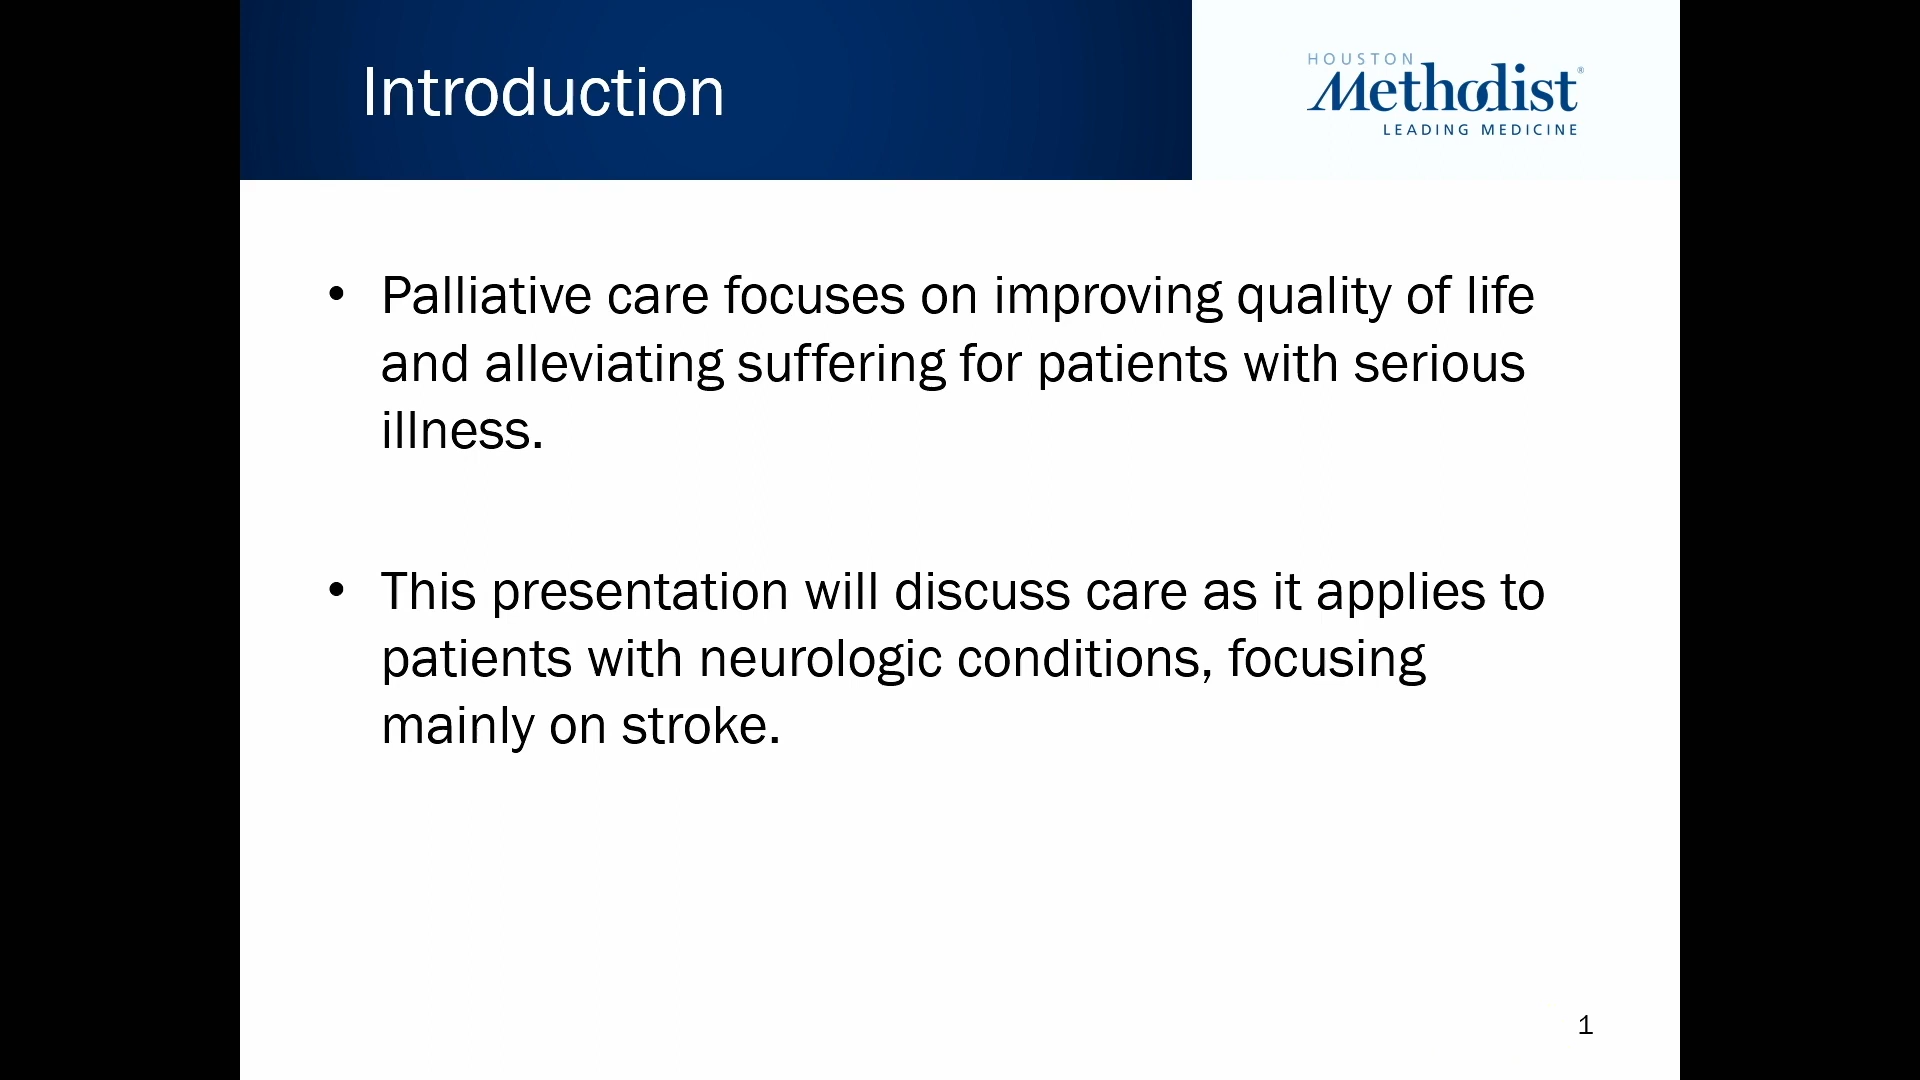 Introduction
HOUSTON
Methodist®
LEADING MEDICINE
• Palliative care focuses on improving quality of life
and alleviating suffering for patients with serious
illness.
• This presentation will discuss care as it applies to
patients with neurologic conditions, focusing
mainly on stroke.
1